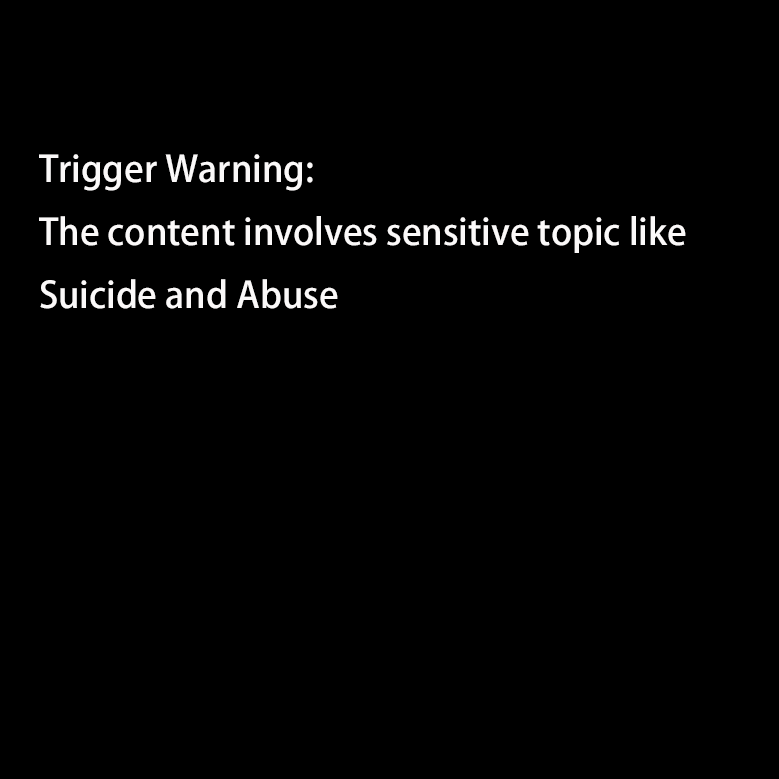 Trigger Warning:
The content involves sensitive topic like
Suicide and Abuse